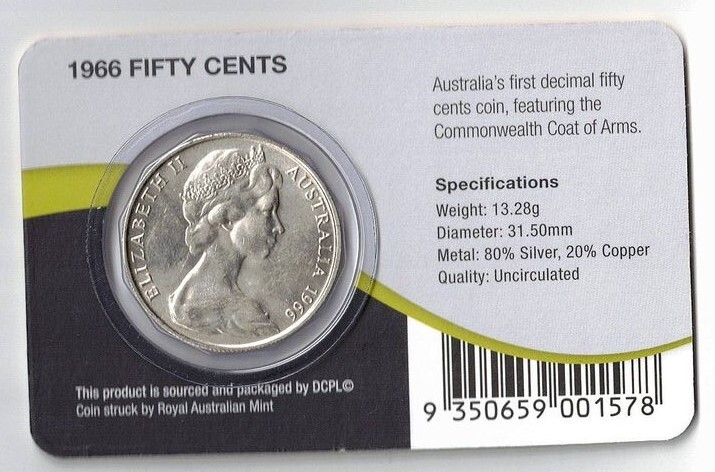 1966 FIFTY CENTS
Australia's first decimal fifty
cents coin, featuring the
Commonwealth Coat of Arms.
ELIZABETH II
AUSTRALIA 1966
Specifications
Weight: 13.28g
Diameter: 31.50mm
Metal: 80% Silver, 20% Copper
Quality: Uncirculated
This product is sourced and packaged by DCPL©
Coin struck by Royal Australian Mint
9 350659 001578